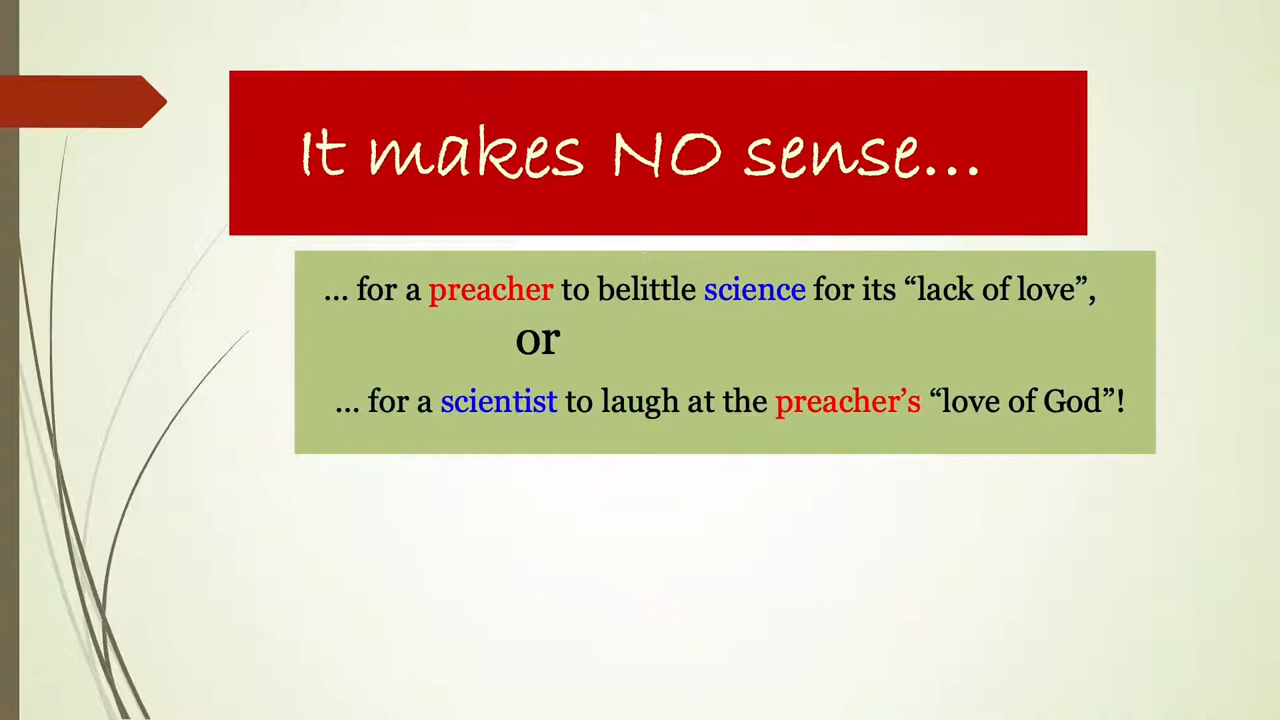 It makes NO sense...
... for a preacher to belittle science for its “lack of love”,
or
... for a scientist to laugh at the preacher’s “love of God”!